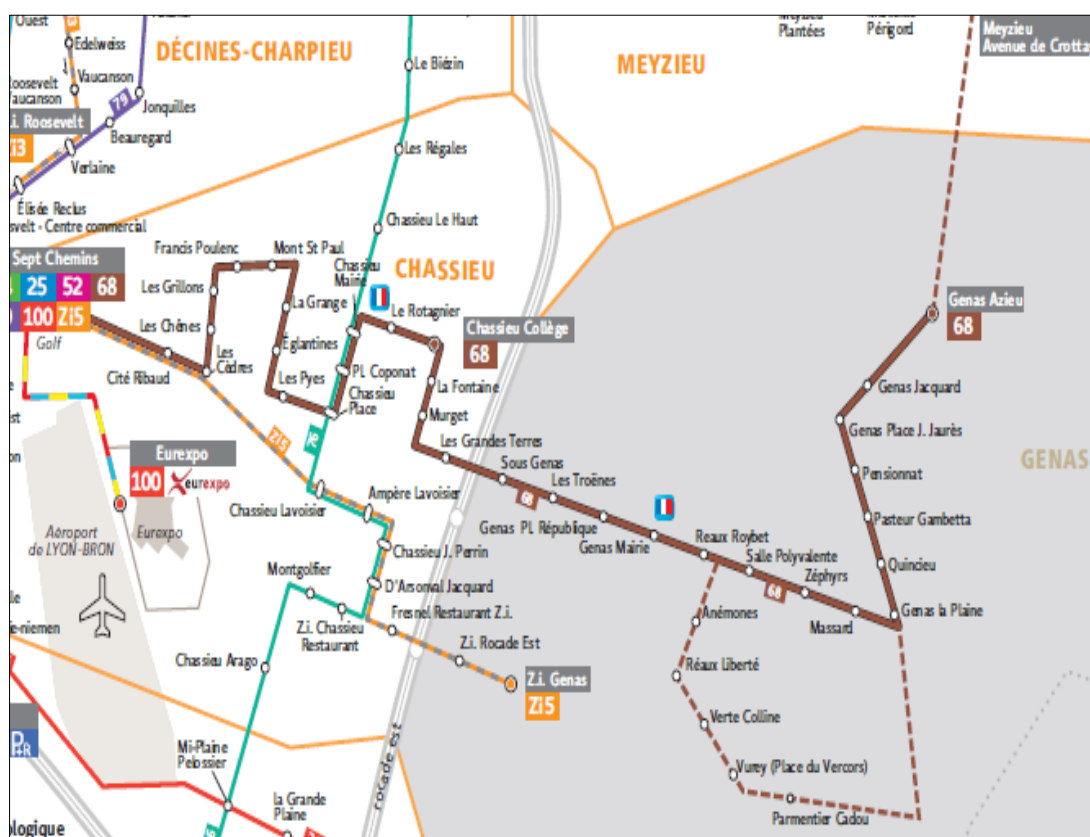 Ouest
Edelweiss
Vaucanson
Jonquilles
79
Beauregard
Z.i. Roosevelt
Zi3
Verlaine
Élisée Reclus
- Centre commercial
DÉCINES-CHARPIEU
Le Biézin
MEYZIEU
Meyzieu
Plantées
Périgord
Meyzieu
Avenue de Crotta
Les Régales
Chassieu Le Haut
Sept Chemins
25 52 68
100 Zi5
Golf
Francis Poulenc
Mont St Paul
Chassieu
Mairie
CHASSIEU
Les Grillons
La Grange
Le Rotagnier
Chassieu Collège
68
Genas Azieu
68
Les Chênes
Églantines
Les
Cèdres
Cité Ribaud
Les Pyes
Pl. Coponat
Chassieu
Place
La Fontaine
Murget
Genas Jacquard
Genas Place J. Jaurès
Zi5
76
Les Grandes Terres
Sous Genas
68
Les Troënes
Pensionnat
GENAS
Eurexpo
100
eurexpo
Eurexpo
Aéroport
de LYON-BRON
Ampère Lavoisier
Chassieu Lavoisier
Genas Pl. République
Genas Mairie
Pasteur Gambetta
Reaux Roybet
Salle Polyvalente
Zéphyrs
68
Quincieu
Chassieu J. Perrin
Montgolfier
D'Arsonval Jacquard
Fresnel Restaurant Z.i.
Z.i. Chassieu
Restaurant
Massard
Genas la Plaine
Anémones
Z.i. Rocade Est
Chassieu Arago
Z.i. Genas
Zi5
Réaux Liberté
Verte Colline
Mi-Plaine
Pelossier
P+R
rocade est
Vurey (Place du Vercors)
Parmentier Cadou
la Grande
Plaine